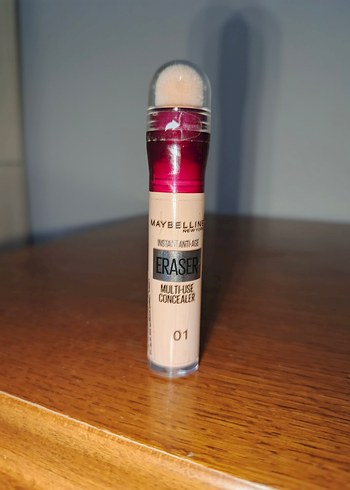 MAYBELLINE
NEW YORK
INSTANT ANTI-AGE
ERASER
MULTI-USE
CONCEALER
01